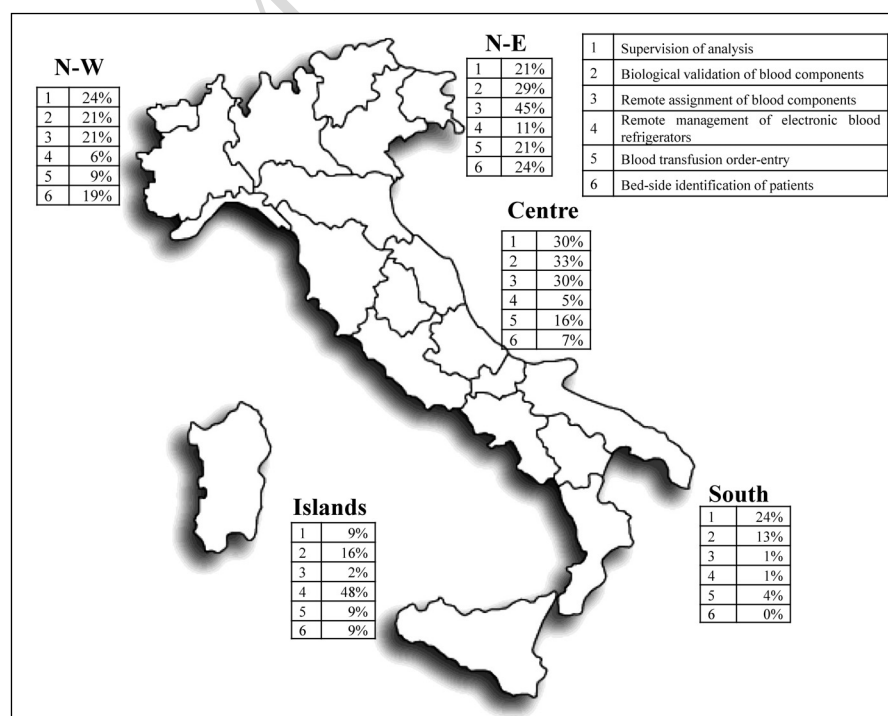 N-W
1 24%
2 21%
3 21%
4 6%
5 9%
6 19%
N-E
1 21%
2 29%
3 45%
4 11%
5 21%
6 24%
1 Supervision of analysis
2 Biological validation of blood components
3 Remote assignment of blood components
4 Remote management of electronic blood
refrigerators
5 Blood transfusion order-entry
6 Bed-side identification of patients
Centre
1 30%
2 33%
3 30%
4 5%
5 16%
6 7%
Islands
1 9%
2 16%
3 2%
4 48%
5 9%
6 9%
South
1 24%
2 13%
3 1%
4 1%
5 4%
6 0%